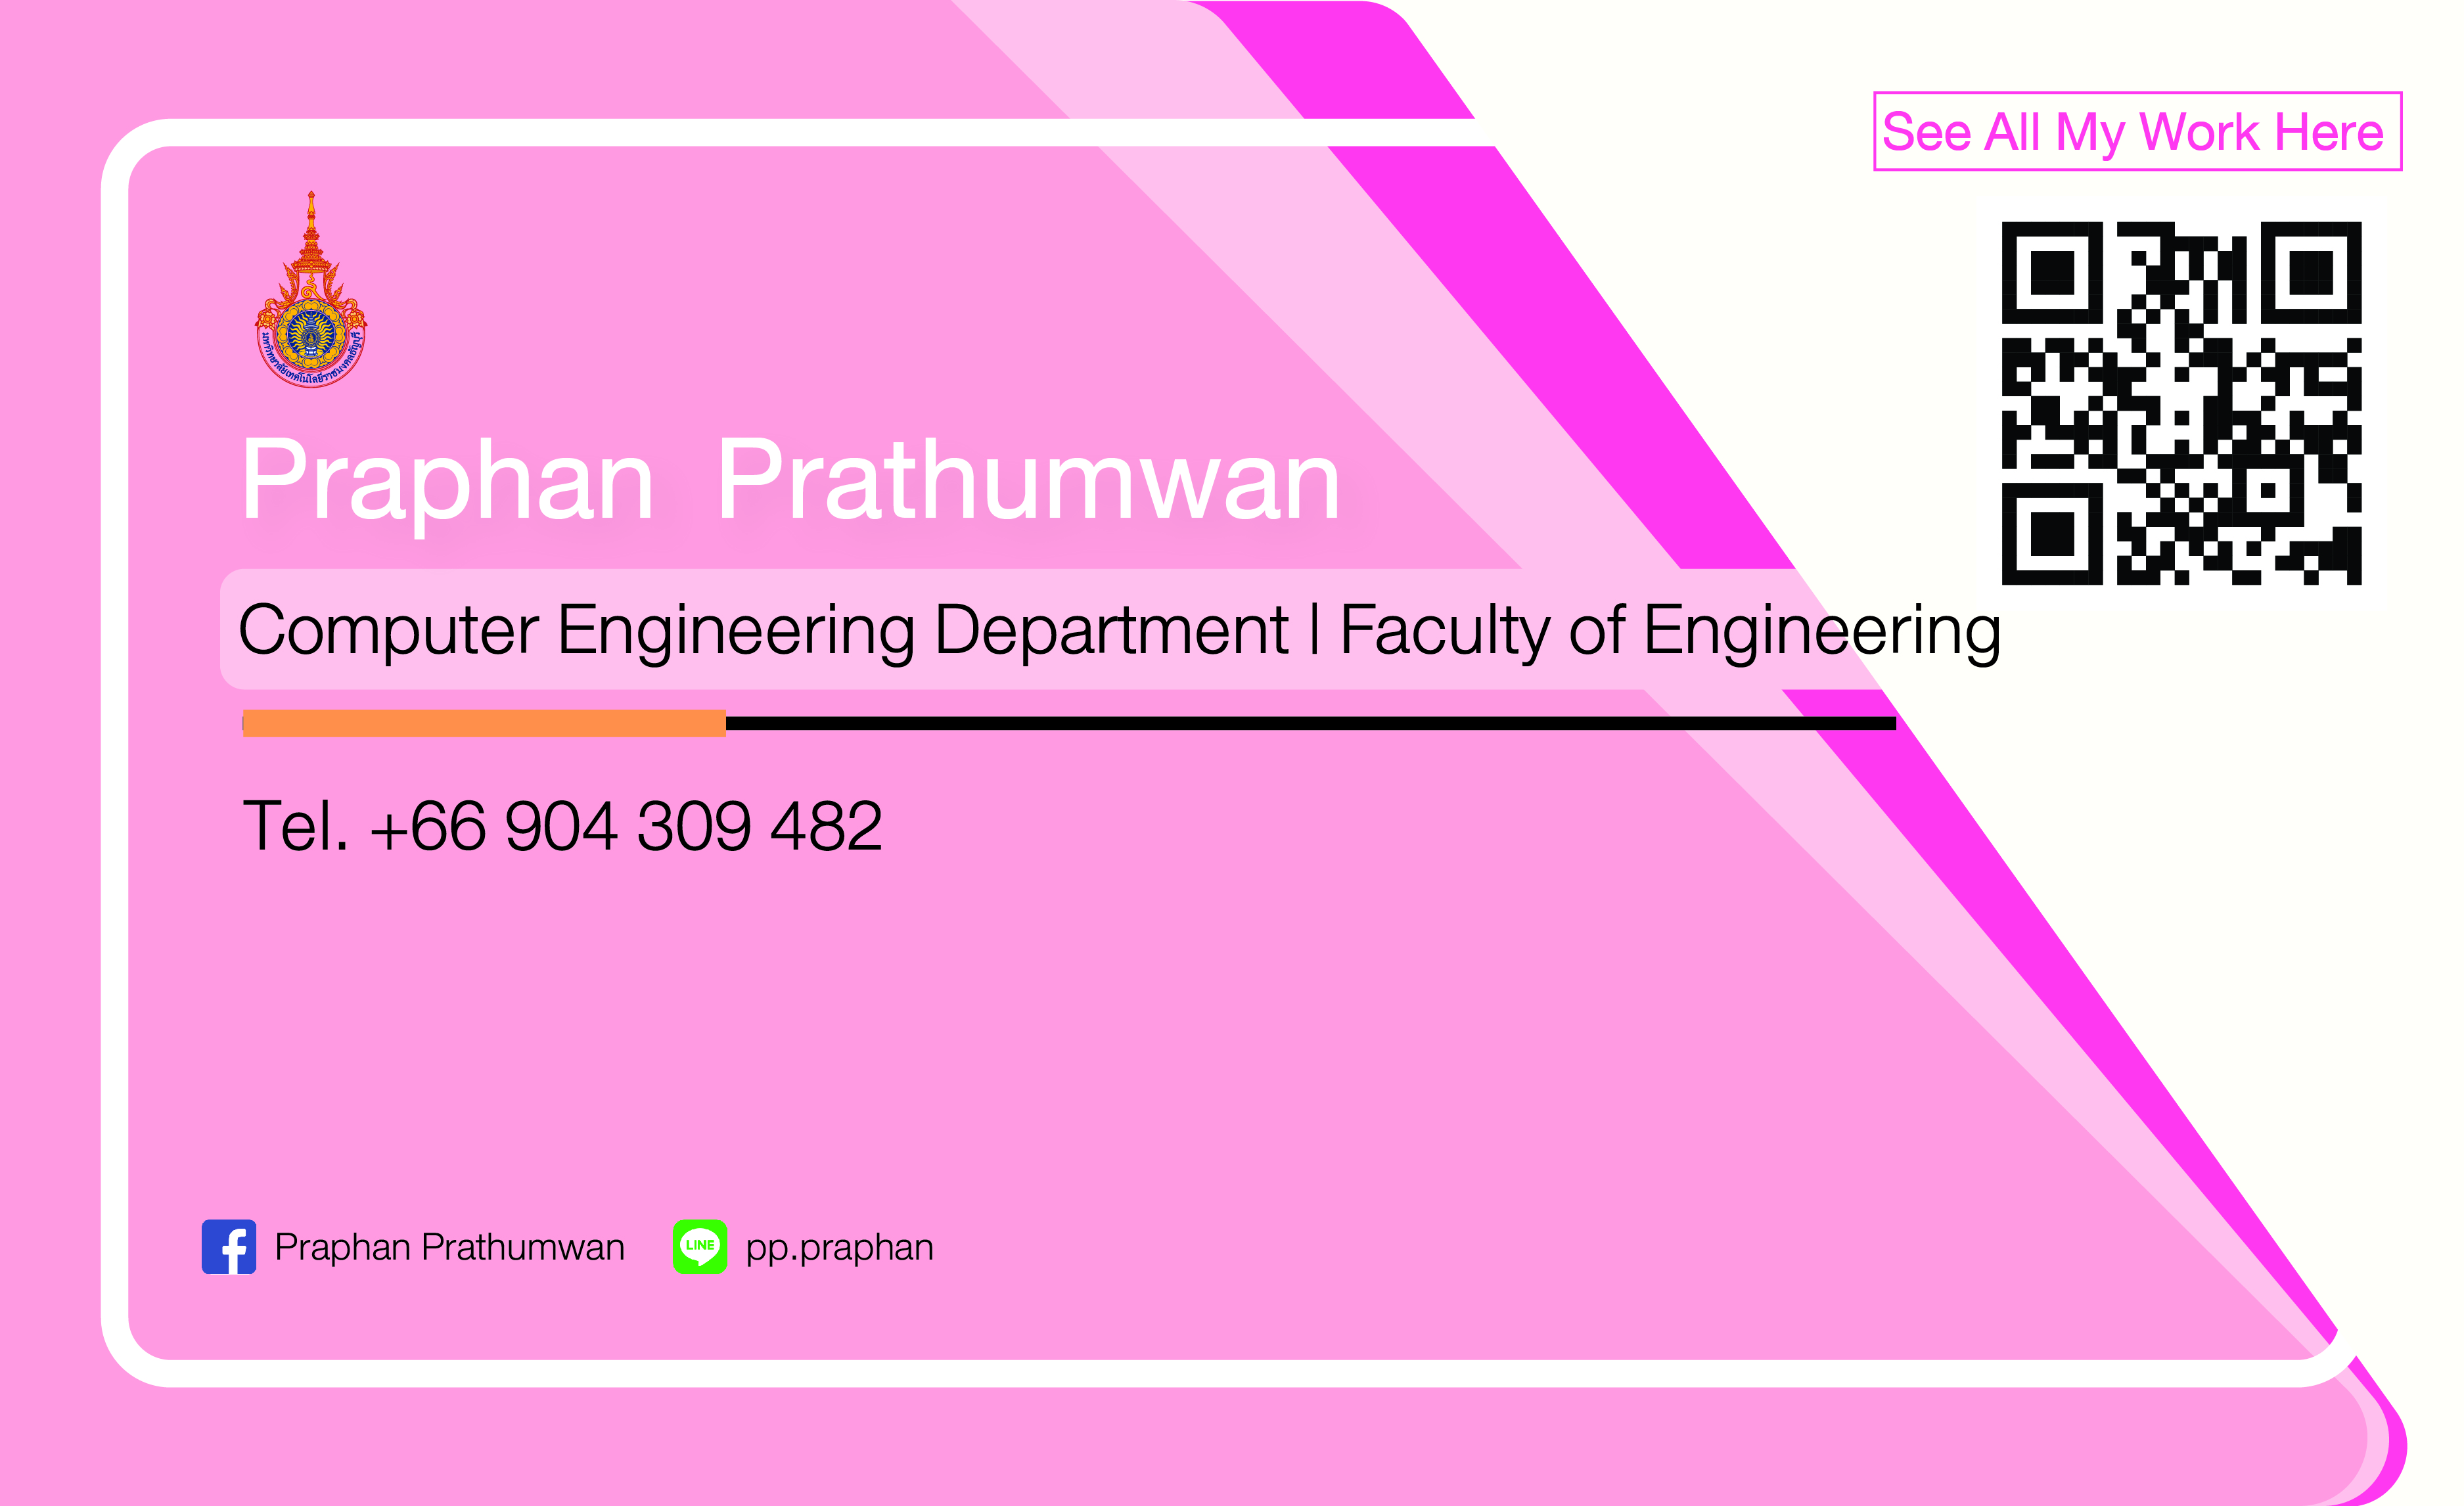 See All My Work Here
มหาวิทยาลัยเทคโนโลยีราชมงคลธัญบุรี
Praphan Prathumwan
Computer Engineering Department | Faculty of Engineering
Tel. +66 904 309 482
Praphan Prathumwan
LINE
pp.praphan